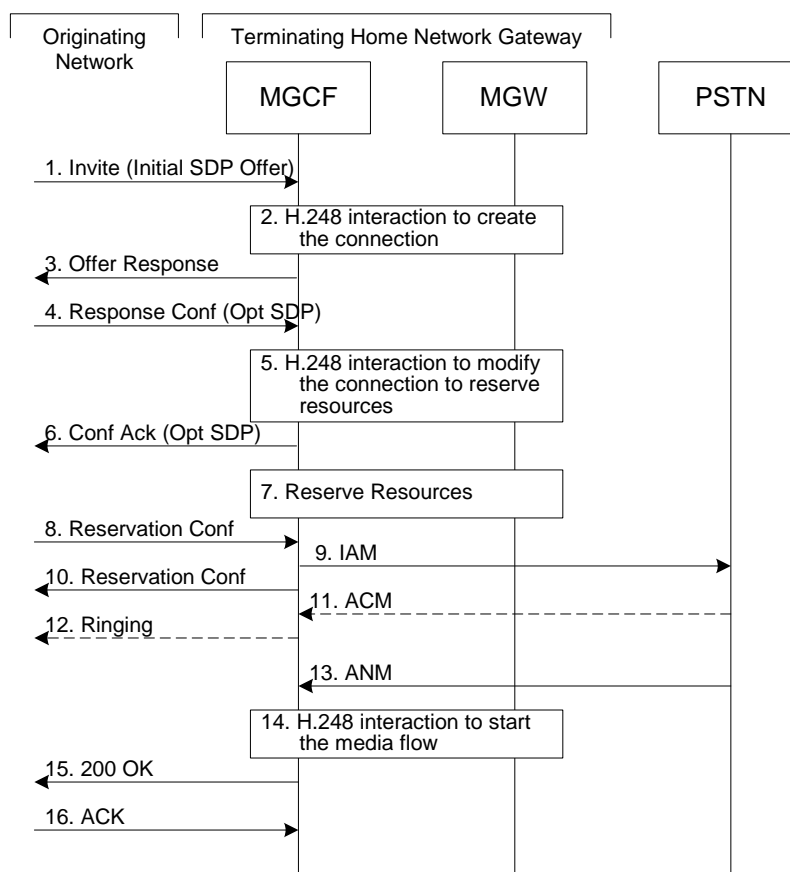 Originating
Network
Terminating Home Network Gateway
MGCF
MGW
PSTN
1. Invite (Initial SDP Offer)
2. H.248 interaction to create
the connection
3. Offer Response
4. Response Conf (Opt SDP)
5. H.248 interaction to modify
the connection to reserve
resources
6. Conf Ack (Opt SDP)
7. Reserve Resources
8. Reservation Conf
9. IAM
10. Reservation Conf
11. ACM
12. Ringing
13. ANM
14. H.248 interaction to start
the media flow
15. 200 OK
16. ACK